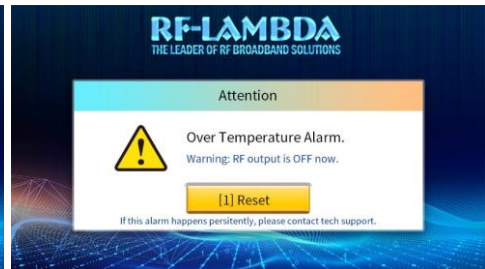 RF-LAMBDA
THE LEADER OF RF BROADBAND SOLUTIONS
Attention
Over Temperature Alarm.
Warning: RF output is OFF now.
[1] Reset
If this alarm happens persitently, please contact tech support.